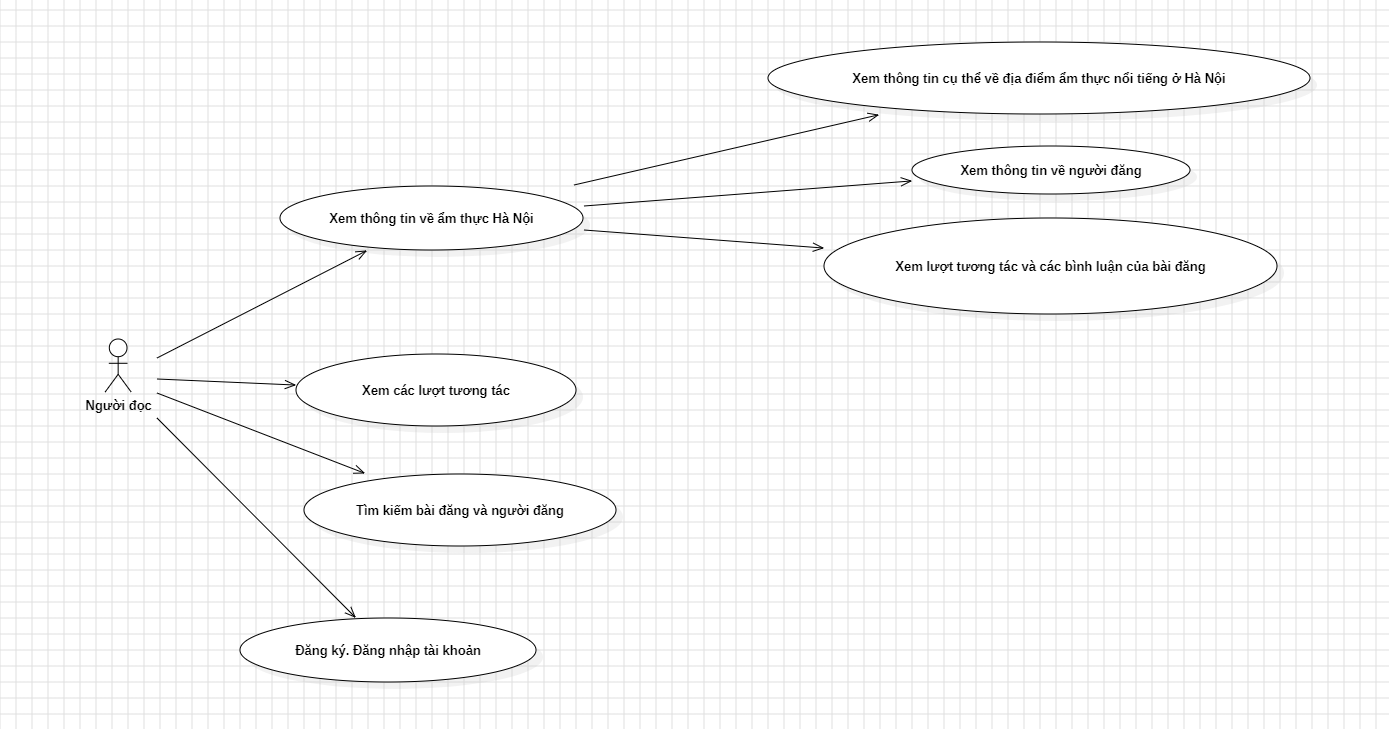 Xem thông tin cụ thể về địa điểm ẩm thực nổi tiếng ở Hà Nội
Xem thông tin về người đăng
Xem thông tin về ẩm thực Hà Nội
Xem lượt tương tác và các bình luận của bài đăng
Người đọc
Xem các lượt tương tác
Tìm kiếm bài đăng và người đăng
Đăng ký. Đăng nhập tài khoản